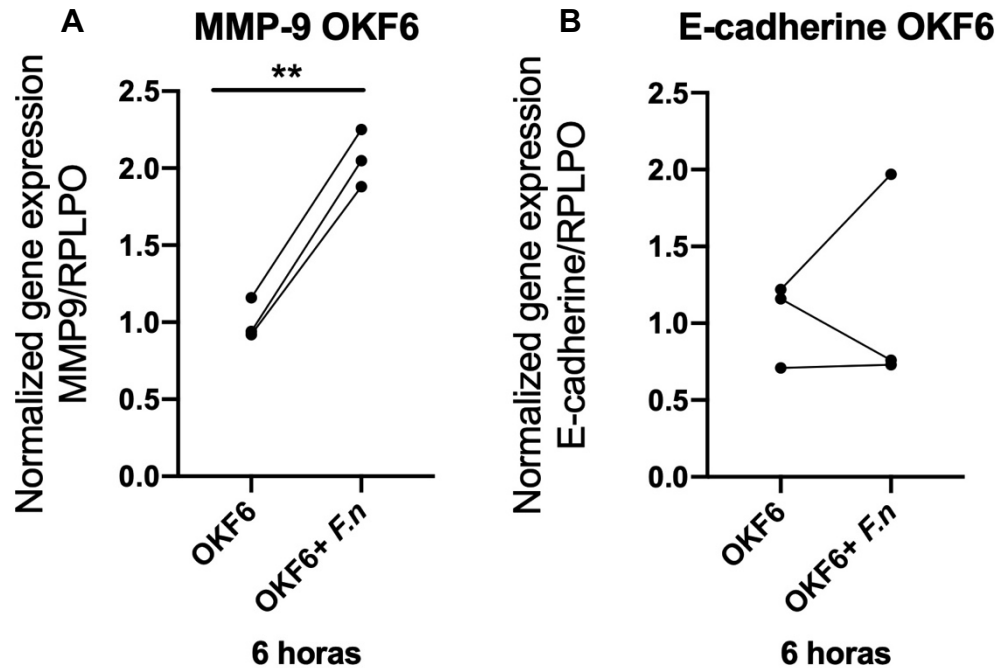 A
MMP-9 OKF6
Normalized gene expression
MMP9/RPLPO
**
2.5
2.0
1.5
1.0
0.5
0.0
OKF6
OKF6+ F.n
6 horas
B
E-cadherine OKF6
Normalized gene expression
E-cadherine/RPLPO
2.5
2.0
1.5
1.0
0.5
0.0
OKF6
OKF6+ F.n
6 horas